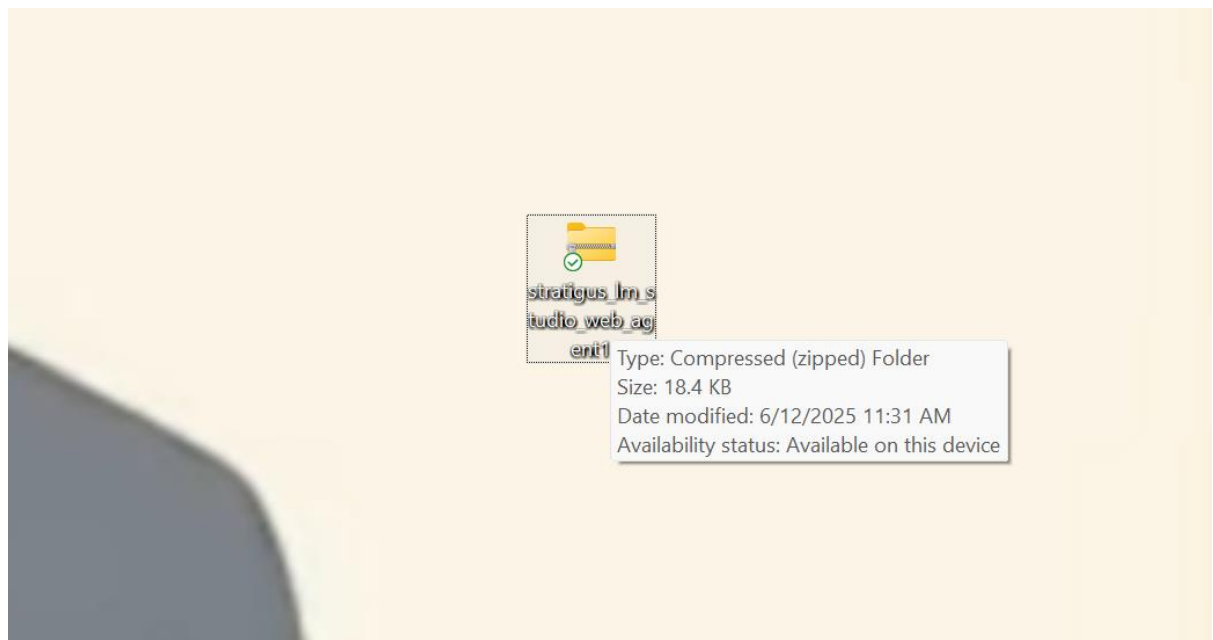 stratigus_lm_s
tudio_web_ag
ent1
Type: Compressed (zipped) Folder
Size: 18.4 KB
Date modified: 6/12/2025 11:31 AM
Availability status: Available on this device